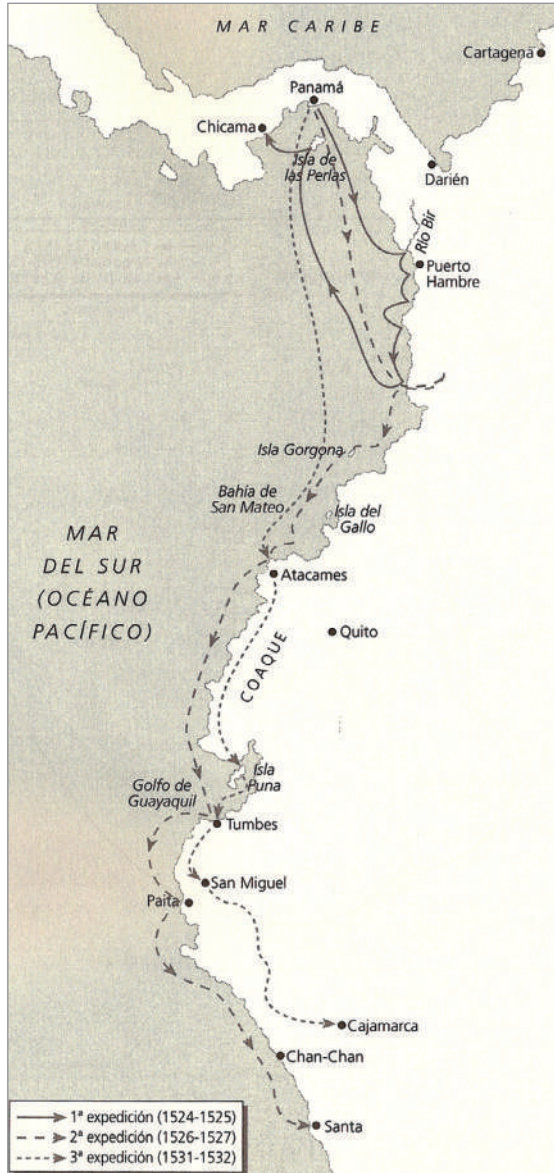 MAR CARIBE
Cartagena
Panamá
Chicama
Isla de
las Perlas
Darién
Río Bir
Puerto
Hambre
Isla Gorgona
Bahía de
San Mateo
Isla del
Gallo
MAR
DEL SUR
(OCÉANO
PACÍFICO)
Atacames
Quito
COAQUE
Golfo de
Guayaquil
Isla
Puna
Tumbes
San Miguel
Paita
Cajamarca
Chan-Chan
Santa
1ª expedición (1524-1525)
2ª expedición (1526-1527)
3ª expedición (1531-1532)